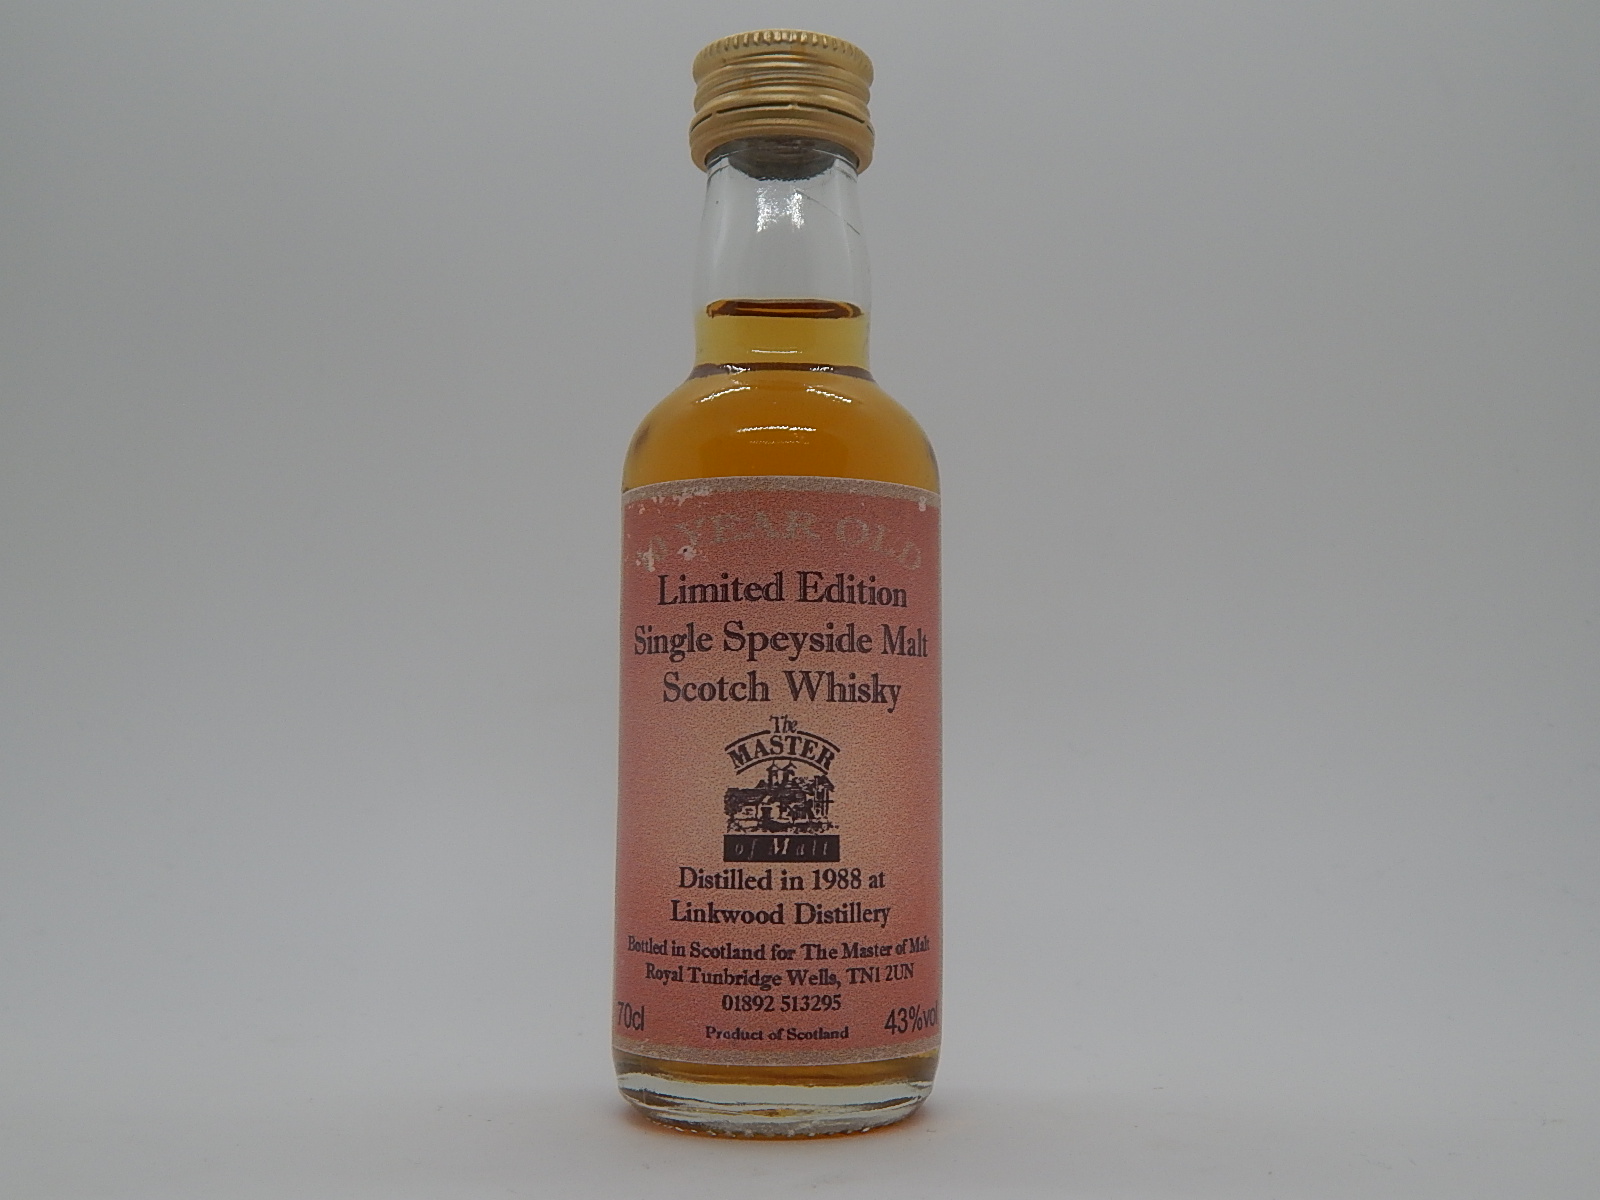 YEAR OLD
Limited Edition
Single Speyside Malt
Scotch Whisky
The
MASTER
of Malt
Distilled in 1988 at
Linkwood Distillery
Bottled in Scotland for The Master of Malt
Royal Tunbridge Wells, TN1 2UN
01892 513295
70cl
43%vol
Product of Scotland